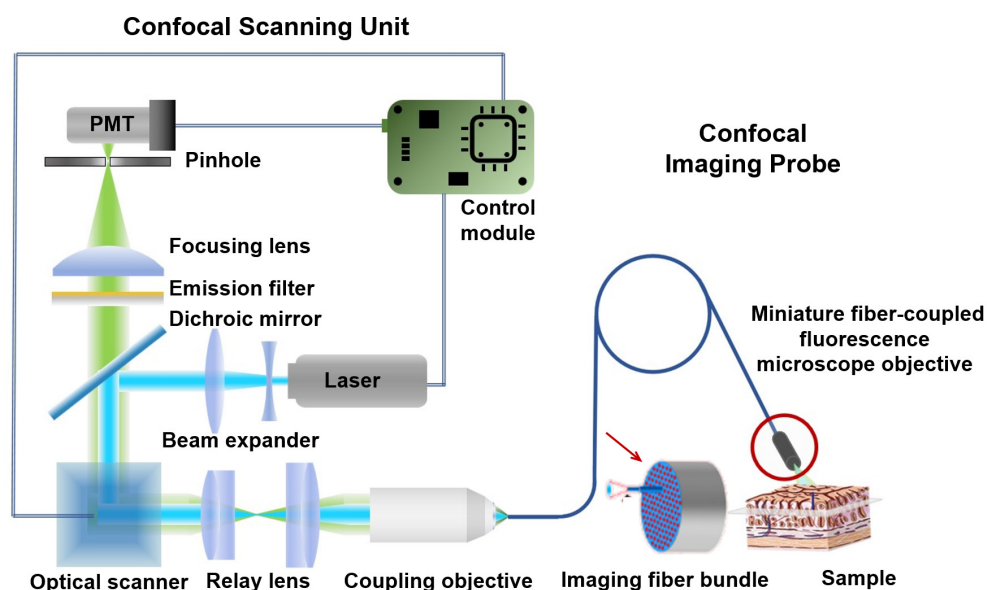 Confocal Scanning Unit
PMT
Pinhole
Control
module
Confocal
Imaging Probe
Focusing lens
Emission filter
Dichroic mirror
Laser
Beam expander
Miniature fiber-coupled
fluorescence
microscope objective
Optical scanner
Relay lens
Coupling objective
Imaging fiber bundle
Sample